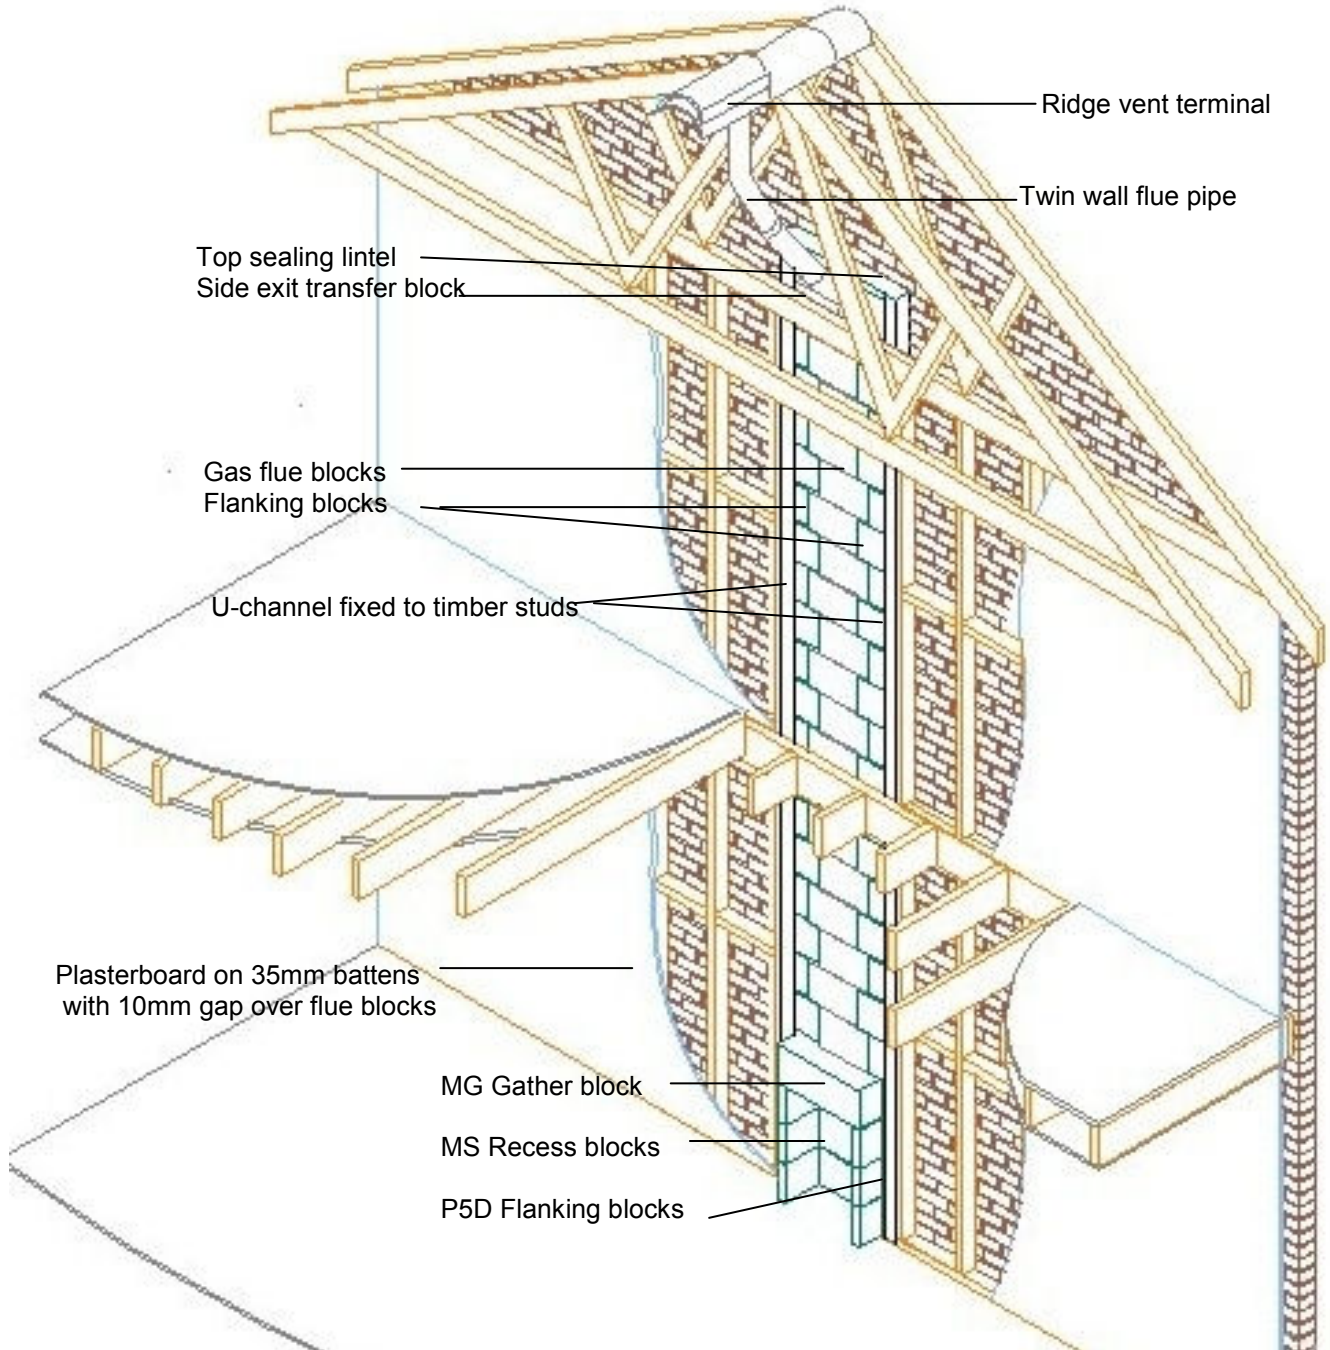 Ridge vent terminal
Twin wall flue pipe
Top sealing lintel
Side exit transfer block
Gas flue blocks
Flanking blocks
U-channel fixed to timber studs
Plasterboard on 35mm battens
with 10mm gap over flue blocks
MG Gather block
MS Recess blocks
P5D Flanking blocks